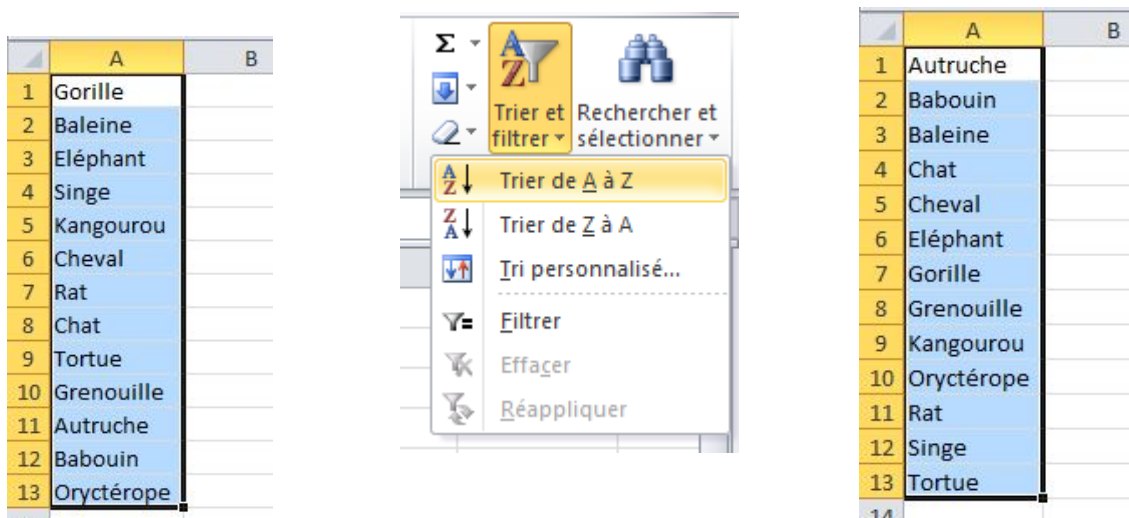 A B
1 Gorille
2 Baleine
3 Eléphant
4 Singe
5 Kangourou
6 Cheval
7 Rat
8 Chat
9 Tortue
10 Grenouille
11 Autruche
12 Babouin
13 Oryctérope
Σ
A
Z
Trier et
filtrer
Rechercher et
sélectionner
A
Z
Trier de A à Z
Z
A
Trier de Z à A
Tri personnalisé...
Filtrer
Effacer
Réappliquer
A B
1 Autruche
2 Babouin
3 Baleine
4 Chat
5 Cheval
6 Eléphant
7 Gorille
8 Grenouille
9 Kangourou
10 Oryctérope
11 Rat
12 Singe
13 Tortue
14